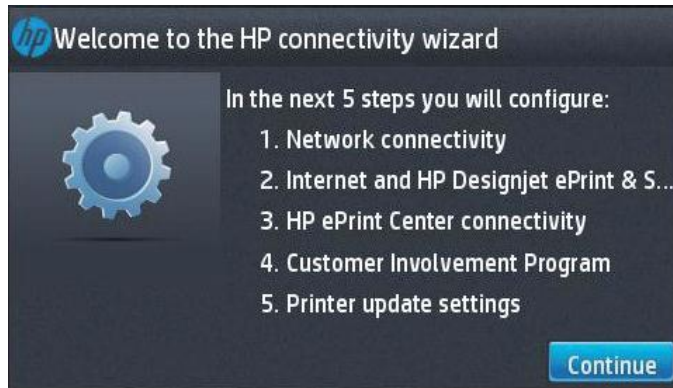 hp Welcome to the HP connectivity wizard
In the next 5 steps you will configure:
1. Network connectivity
2. Internet and HP Designjet ePrint & S...
3. HP ePrint Center connectivity
4. Customer Involvement Program
5. Printer update settings
Continue